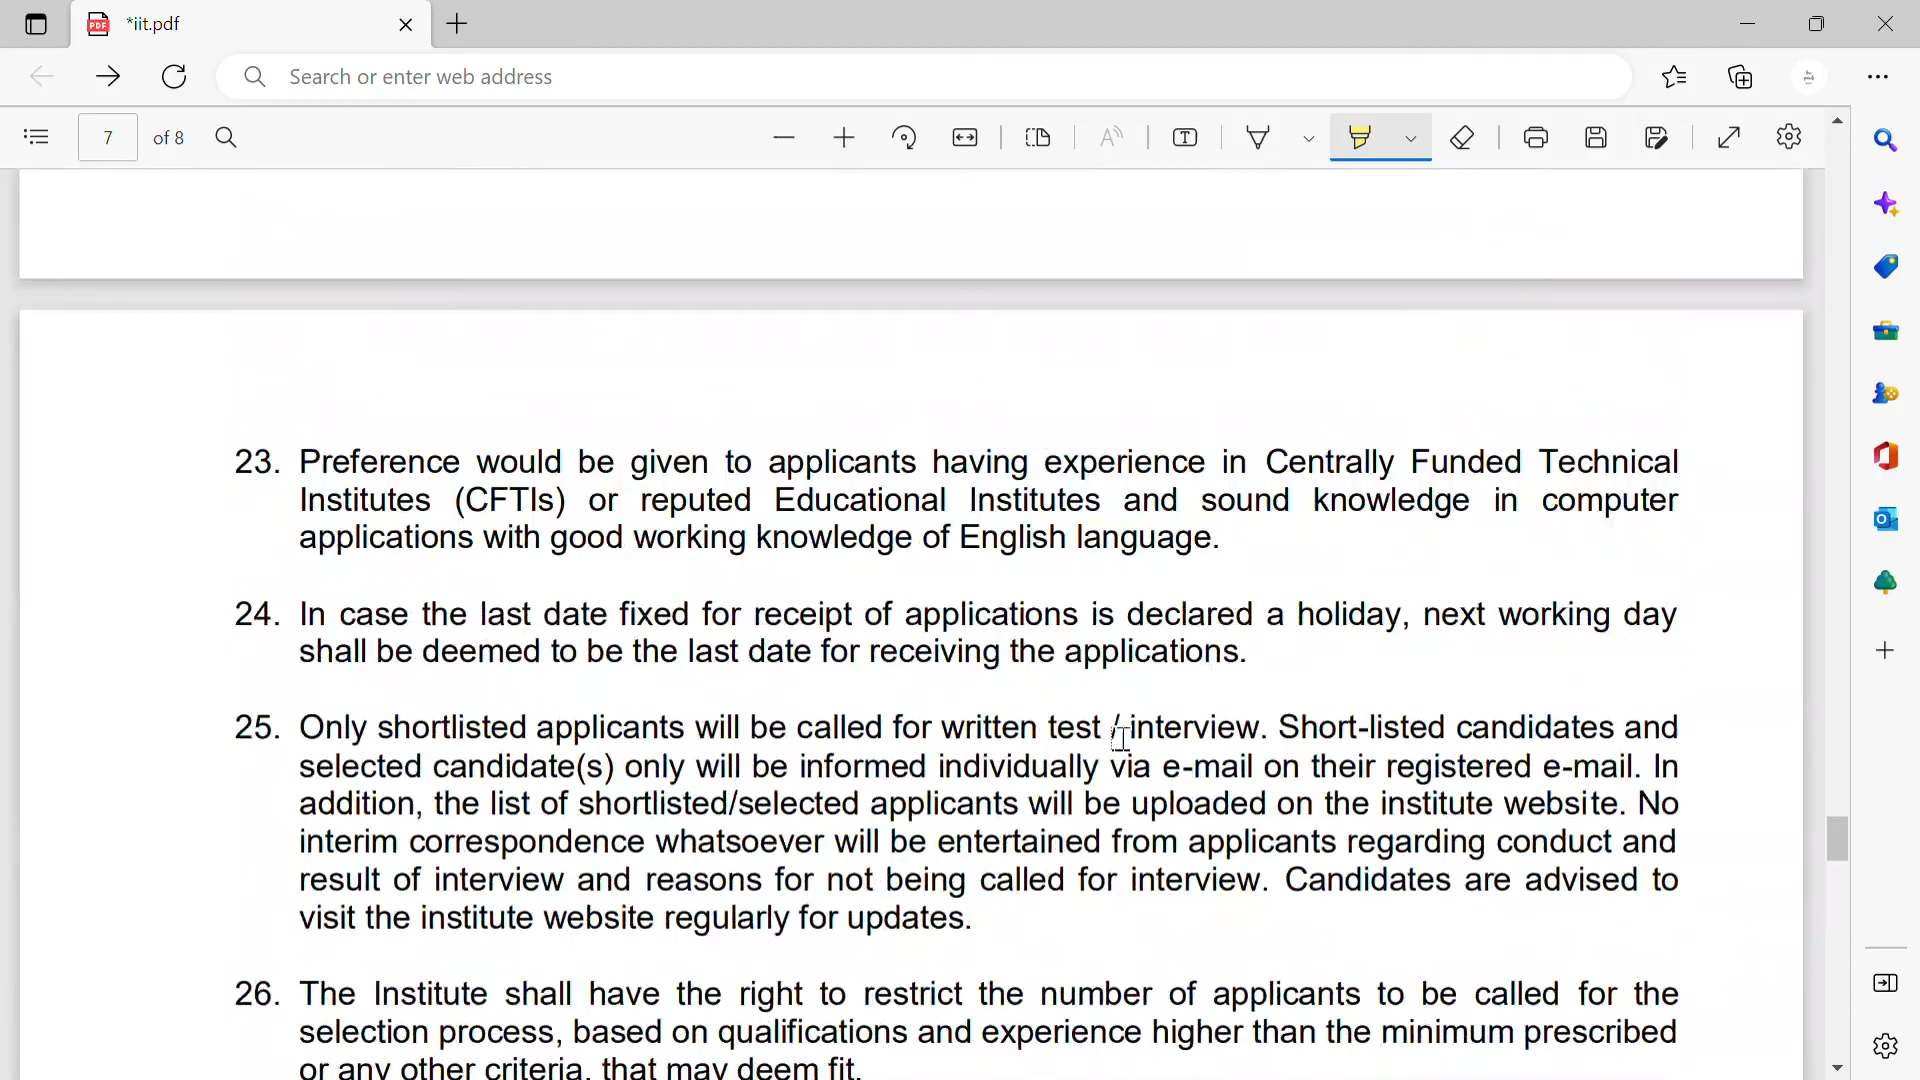 *iit.pdf
Search or enter web address
7 of 8
23. Preference would be given to applicants having experience in Centrally Funded Technical
Institutes (CFTIs) or reputed Educational Institutes and sound knowledge in computer
applications with good working knowledge of English language.
24. In case the last date fixed for receipt of applications is declared a holiday, next working day
shall be deemed to be the last date for receiving the applications.
25. Only shortlisted applicants will be called for written test / interview. Short-listed candidates and
selected candidate(s) only will be informed individually via e-mail on their registered e-mail. In
addition, the list of shortlisted/selected applicants will be uploaded on the institute website. No
interim correspondence whatsoever will be entertained from applicants regarding conduct and
result of interview and reasons for not being called for interview. Candidates are advised to
visit the institute website regularly for updates.
26. The Institute shall have the right to restrict the number of applicants to be called for the
selection process, based on qualifications and experience higher than the minimum prescribed
or any other criteria, that may deem fit.